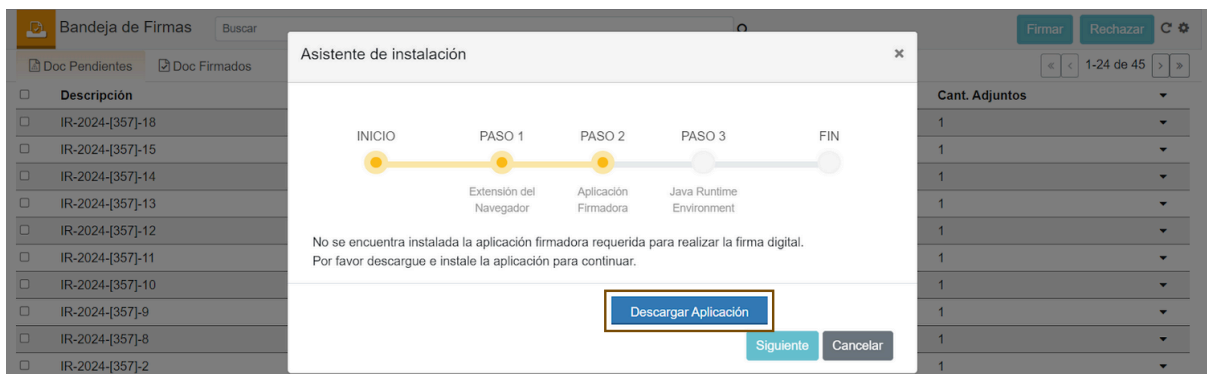 Bandeja de Firmas Buscar Firmar Rechazar
Asistente de instalación ×
Doc Pendientes Doc Firmados « < 1-24 de 45 > »
Descripción Cant. Adjuntos
IR-2024-[357]-18 1
IR-2024-[357]-15 1
IR-2024-[357]-14 1
IR-2024-[357]-13 1
IR-2024-[357]-12 1
IR-2024-[357]-11 1
IR-2024-[357]-10 1
IR-2024-[357]-9 1
IR-2024-[357]-8 1
IR-2024-[357]-2 1
INICIO PASO 1 PASO 2 PASO 3 FIN
Extensión del Aplicación Java Runtime
Navegador Firmadora Environment
No se encuentra instalada la aplicación firmadora requerida para realizar la firma digital.
Por favor descargue e instale la aplicación para continuar.
Descargar Aplicación
Siguiente Cancelar